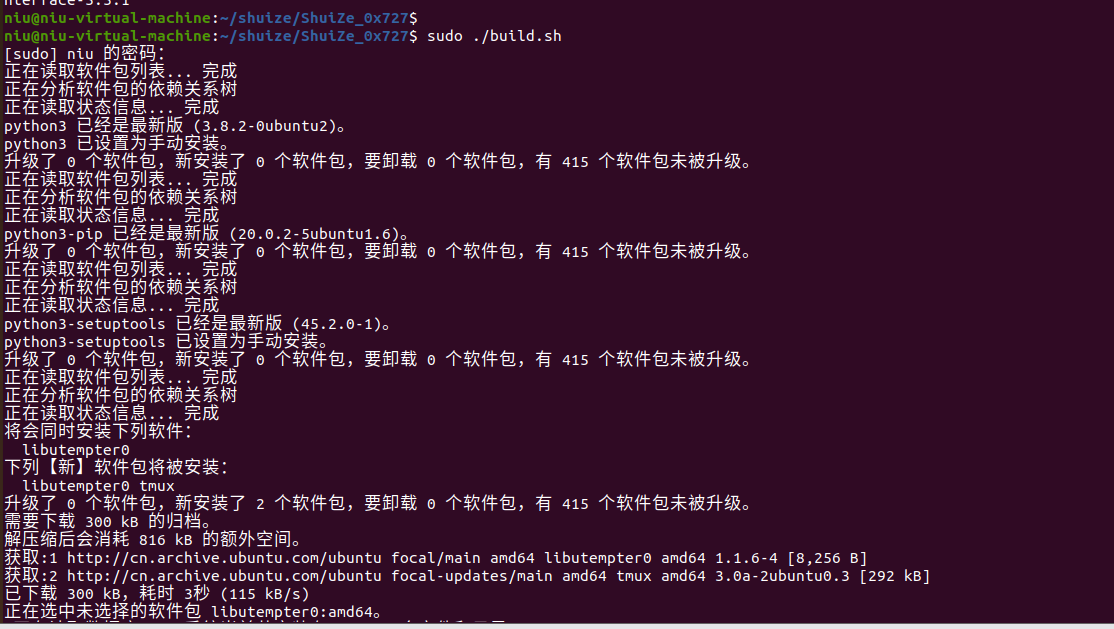 nterface-3.3.1
niu@niu-virtual-machine:~/shuize/ShuiZe_0x727$
niu@niu-virtual-machine:~/shuize/ShuiZe_0x727$ sudo ./build.sh
[sudo] niu 的密码：
正在读取软件包列表... 完成
正在分析软件包的依赖关系树
正在读取状态信息... 完成
python3 已经是最新版 (3.8.2-0ubuntu2)。
python3 已设置为手动安装。
升级了 0 个软件包，新安装了 0 个软件包，要卸载 0 个软件包，有 415 个软件包未被升级。
正在读取软件包列表... 完成
正在分析软件包的依赖关系树
正在读取状态信息... 完成
python3-pip 已经是最新版 (20.0.2-5ubuntu1.6)。
升级了 0 个软件包，新安装了 0 个软件包，要卸载 0 个软件包，有 415 个软件包未被升级。
正在读取软件包列表... 完成
正在分析软件包的依赖关系树
正在读取状态信息... 完成
python3-setuptools 已经是最新版 (45.2.0-1)。
python3-setuptools 已设置为手动安装。
升级了 0 个软件包，新安装了 0 个软件包，要卸载 0 个软件包，有 415 个软件包未被升级。
正在读取软件包列表... 完成
正在分析软件包的依赖关系树
正在读取状态信息... 完成
将会同时安装下列软件：
libutempter0
下列【新】软件包将被安装：
libutempter0 tmux
升级了 0 个软件包，新安装了 2 个软件包，要卸载 0 个软件包，有 415 个软件包未被升级。
需要下载 300 kB 的归档。
解压缩后会消耗 816 kB 的额外空间。
获取:1 http://cn.archive.ubuntu.com/ubuntu focal/main amd64 libutempter0 amd64 1.1.6-4 [8,256 B]
获取:2 http://cn.archive.ubuntu.com/ubuntu focal-updates/main amd64 tmux amd64 3.0a-2ubuntu0.3 [292 kB]
已下载 300 kB，耗时 3秒 (115 kB/s)
正在选中未选择的软件包 libutempter0:amd64。